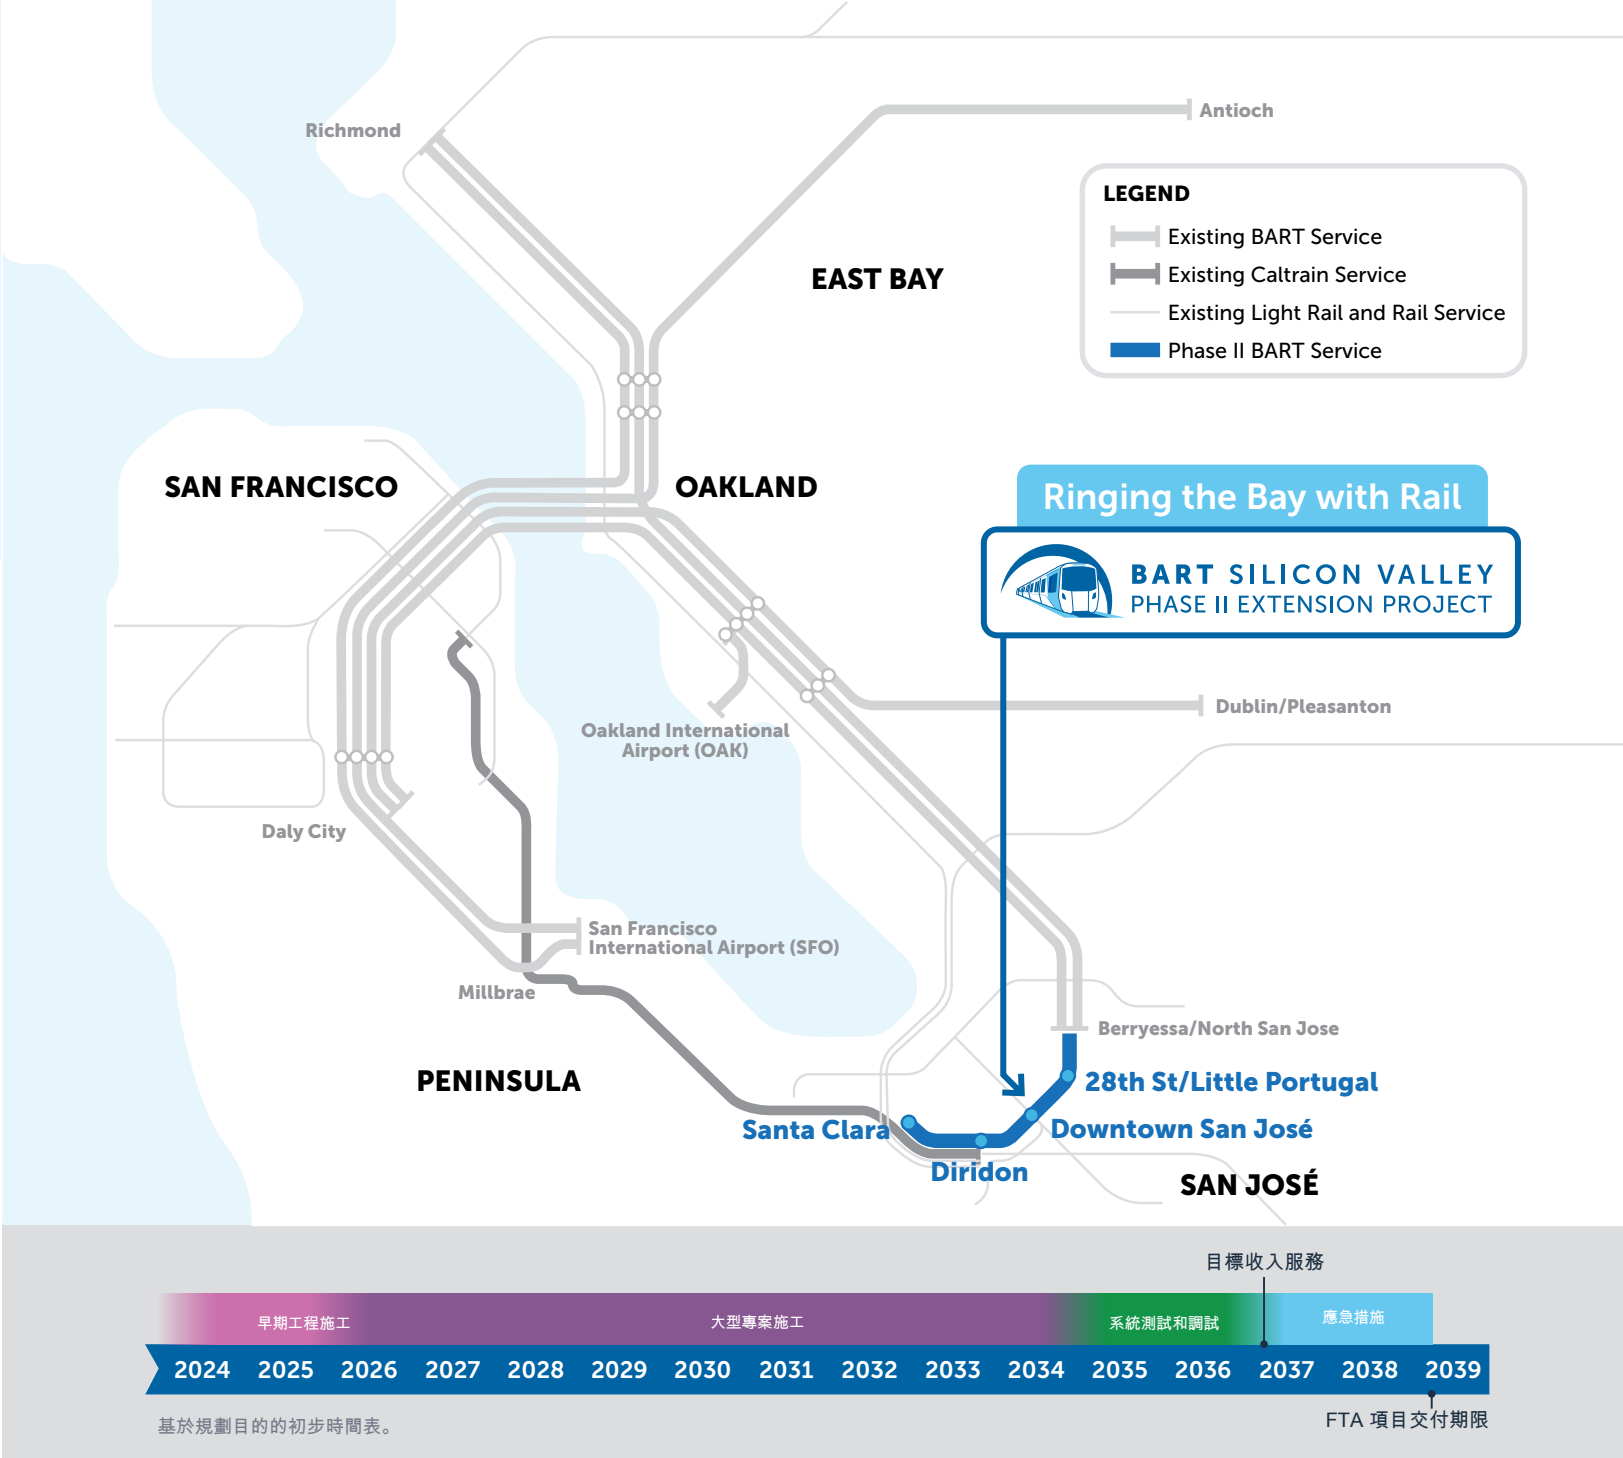 Richmond
Antioch
LEGEND
Existing BART Service
Existing Caltrain Service
Existing Light Rail and Rail Service
Phase II BART Service
EAST BAY
SAN FRANCISCO
OAKLAND
Ringing the Bay with Rail
BART SILICON VALLEY
PHASE II EXTENSION PROJECT
Oakland International
Airport (OAK)
Dublin/Pleasanton
Daly City
San Francisco
International Airport (SFO)
Millbrae
Berryessa/North San Jose
PENINSULA
28th St/Little Portugal
Santa Clara
Downtown San José
Diridon
SAN JOSÉ
目標收入服務
早期工程施工
大型專案施工
系統測試和調試
應急措施
2024 2025 2026 2027 2028 2029 2030 2031 2032 2033 2034 2035 2036 2037 2038 2039
基於規劃目的的初步時間表。
FTA 項目交付期限